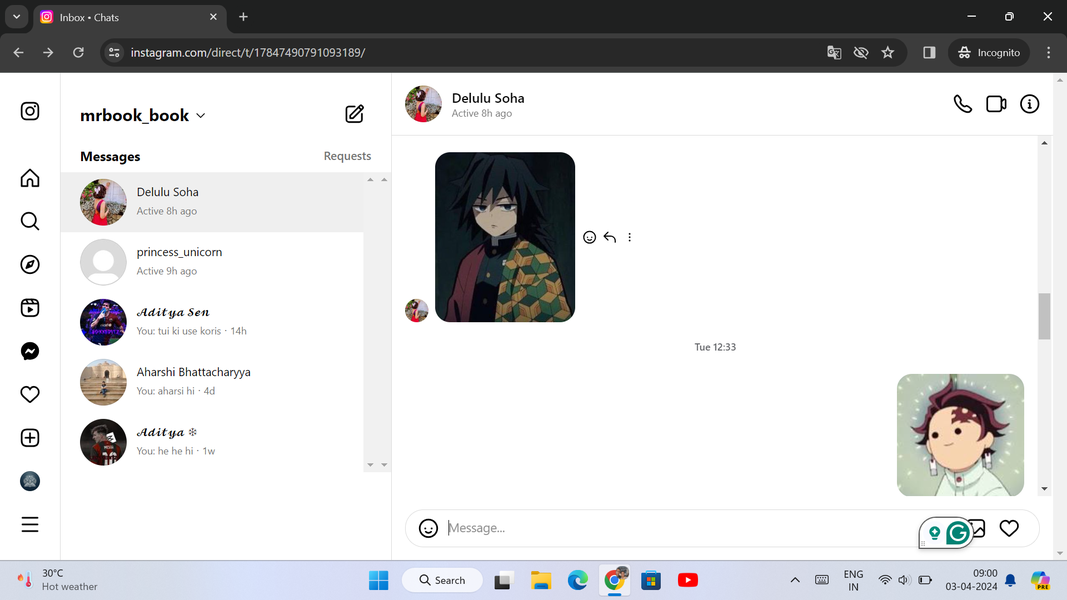 Inbox • Chats
instagram.com/direct/t/17847490791093189/
Incognito
mrbook_book
Messages
Requests
Delulu Soha
Active 8h ago
princess_unicorn
Active 9h ago
𝓐𝓭𝓲𝓽𝔂𝓪 𝓢𝓮𝓷
You: tui ki use koris · 14h
Aharshi Bhattacharyya
You: aharsi hi · 4d
𝓐𝓭𝓲𝓽𝔂𝓪 ❄
You: he he hi · 1w
Delulu Soha
Active 8h ago
Tue 12:33
Message...
30°C
Hot weather
Search
ENG
IN
09:00
03-04-2024
PRE